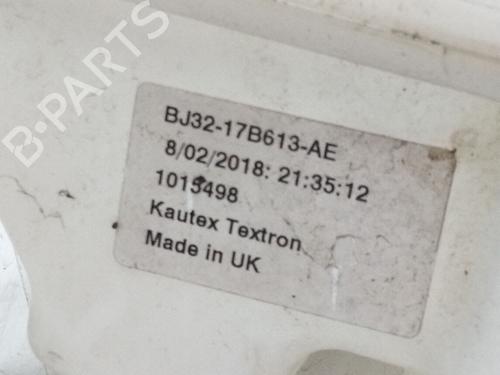 B-PARTS
BJ32-17B613-AE
8/02/2018: 21:35:12
1015498
Kautex Textron
Made in UK